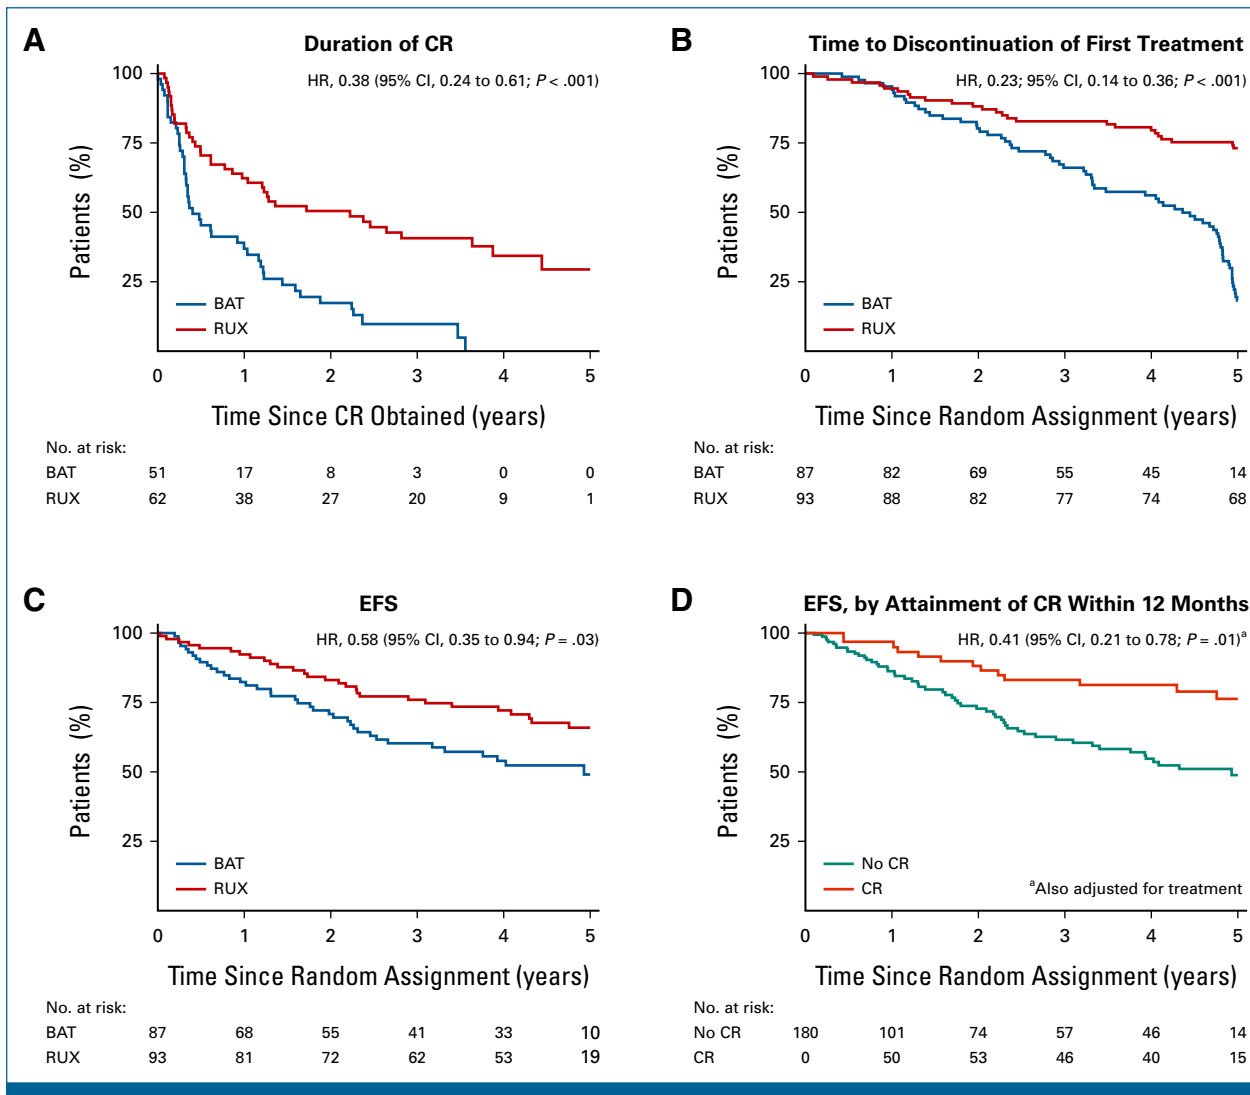 A
Duration of CR
HR, 0.38 (95% CI, 0.24 to 0.61; P < .001)
100
75
50
25
Patients (%)
BAT
RUX
0 1 2 3 4 5
Time Since CR Obtained (years)
No. at risk:
BAT 51 17 8 3 0 0
RUX 62 38 27 20 9 1
B
Time to Discontinuation of First Treatment
HR, 0.23; 95% CI, 0.14 to 0.36; P < .001)
100
75
50
25
Patients (%)
BAT
RUX
0 1 2 3 4 5
Time Since Random Assignment (years)
No. at risk:
BAT 87 82 69 55 45 14
RUX 93 88 82 77 74 68
C
EFS
HR, 0.58 (95% CI, 0.35 to 0.94; P = .03)
100
75
50
25
Patients (%)
BAT
RUX
0 1 2 3 4 5
Time Since Random Assignment (years)
No. at risk:
BAT 87 68 55 41 33 10
RUX 93 81 72 62 53 19
D
EFS, by Attainment of CR Within 12 Months
HR, 0.41 (95% CI, 0.21 to 0.78; P = .01)a
100
75
50
25
Patients (%)
No CR
CR
aAlso adjusted for treatment
0 1 2 3 4 5
Time Since Random Assignment (years)
No. at risk:
No CR 180 101 74 57 46 14
CR 0 50 53 46 40 15